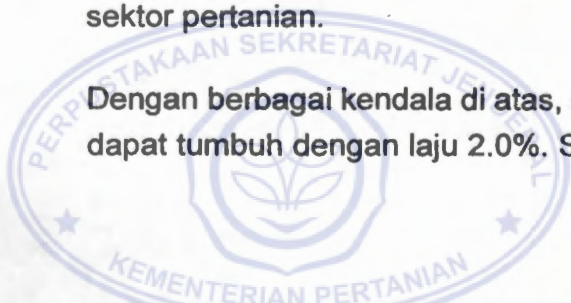 sektor pertanian.
PERPUSTAKAAN SEKRETARIAT JENDERAL
Dengan berbagai kendala di atas,
dapat tumbuh dengan laju 2.0%. S
KEMENTERIAN PERTANIAN